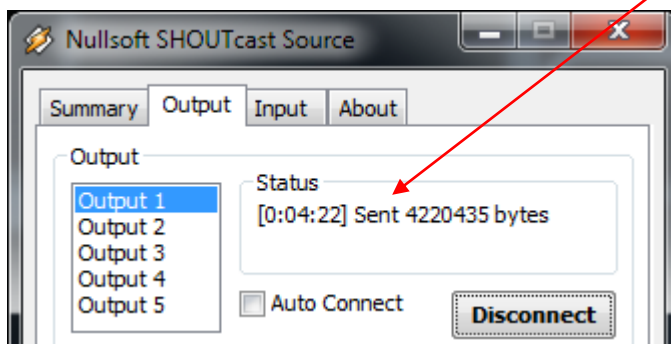 Nullsoft SHOUTcast Source
Summary Output Input About
Output
Output 1
Output 2
Output 3
Output 4
Output 5
Status
[0:04:22] Sent 4220435 bytes
Auto Connect
Disconnect